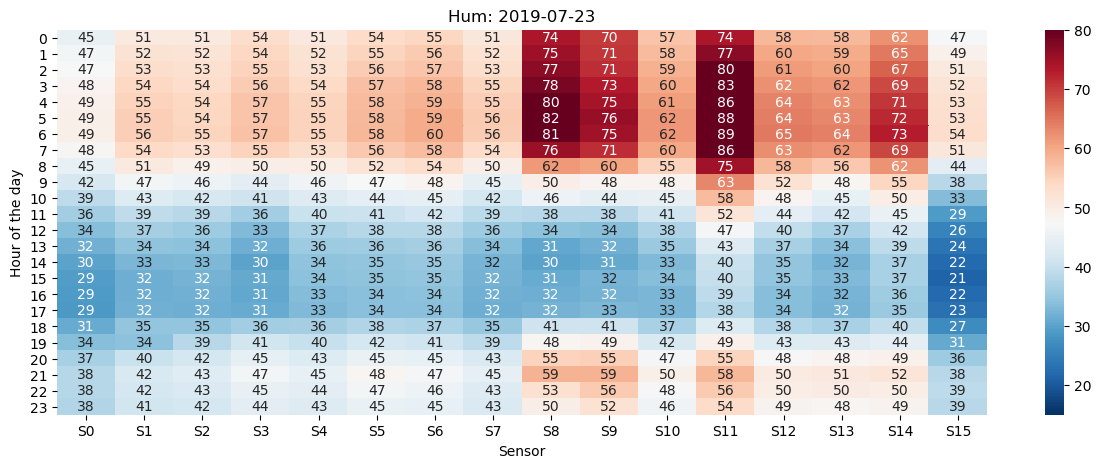 Hum: 2019-07-23
Hour of the day
0 45 51 51 54 51 54 55 51 74 70 57 74 58 58 62 47
1 47 52 52 54 52 55 56 52 75 71 58 77 60 59 65 49
2 47 53 53 55 53 56 57 53 77 71 59 80 61 60 67 51
3 48 54 54 56 54 57 58 55 78 73 60 83 62 62 69 52
4 49 55 54 57 55 58 59 55 80 75 61 86 64 63 71 53
5 49 55 54 57 55 58 59 56 82 76 62 88 64 63 72 53
6 49 56 55 57 55 58 60 56 81 75 62 89 65 64 73 54
7 48 54 53 55 53 56 58 54 76 71 60 86 63 62 69 51
8 45 51 49 50 50 52 54 50 62 60 55 75 58 56 62 44
9 42 47 46 44 46 47 48 45 50 48 48 63 52 48 55 38
10 39 43 42 41 43 44 45 42 46 44 45 58 48 45 50 33
11 36 39 39 36 40 41 42 39 38 38 41 52 44 42 45 29
12 34 37 36 33 37 38 38 36 34 34 38 47 40 37 42 26
13 32 34 34 32 36 36 36 34 31 32 35 43 37 34 39 24
14 30 33 33 30 34 35 35 32 30 31 33 40 35 32 37 22
15 29 32 32 31 34 35 35 32 31 32 34 40 35 33 37 21
16 29 32 32 31 33 34 34 32 32 32 33 39 34 32 36 22
17 29 32 32 31 33 34 34 32 32 33 33 38 34 32 35 23
18 31 35 35 36 36 38 37 35 41 41 37 43 38 37 40 27
19 34 34 39 41 40 42 41 39 48 49 42 49 43 43 44 31
20 37 40 42 45 43 45 45 43 55 55 47 55 48 48 49 36
21 38 42 43 47 45 48 47 45 59 59 50 58 50 51 52 38
22 38 42 43 45 44 47 46 43 53 56 48 56 50 50 50 39
23 38 41 42 44 43 45 45 43 50 52 46 54 49 48 49 39
S0 S1 S2 S3 S4 S5 S6 S7 S8 S9 S10 S11 S12 S13 S14 S15
Sensor
80
70
60
50
40
30
20